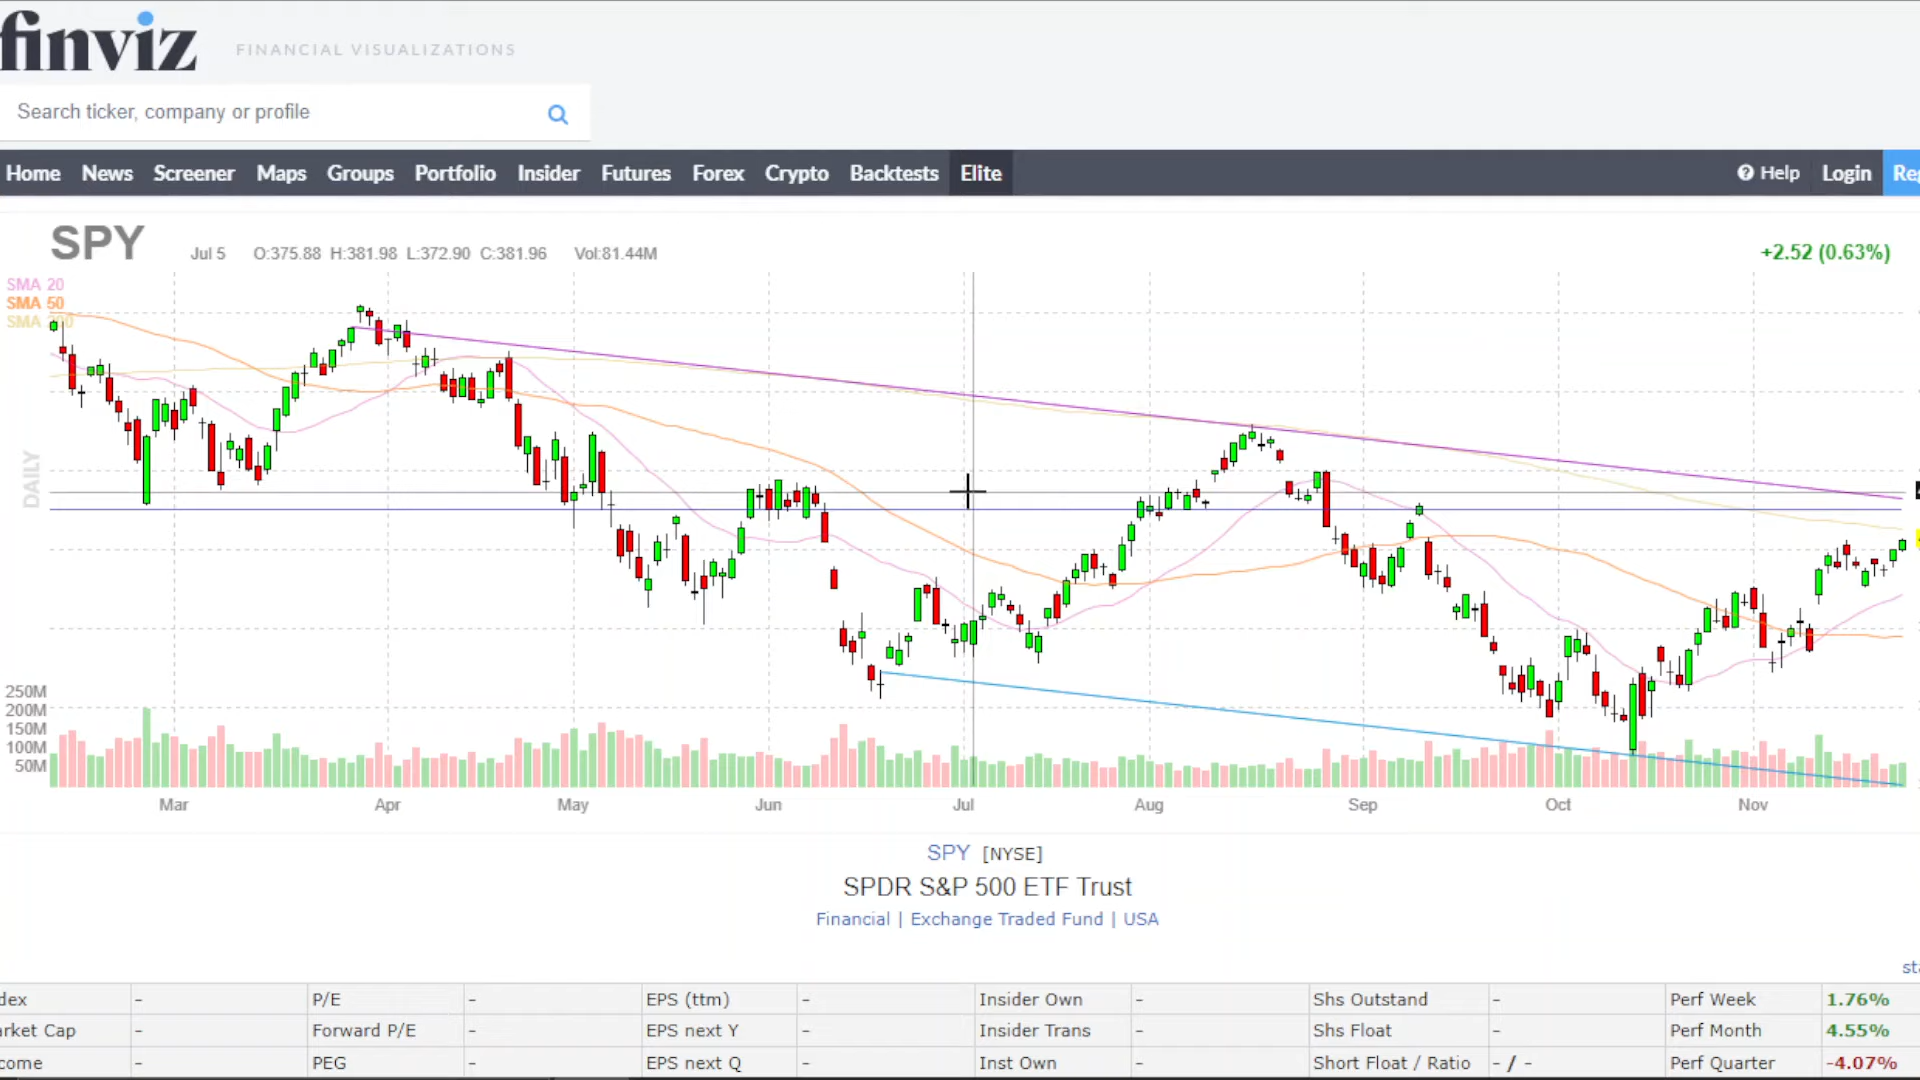 finviz FINANCIAL VISUALIZATIONS
Search ticker, company or profile
Home News Screener Maps Groups Portfolio Insider Futures Forex Crypto Backtests Elite Help Login Reg
SPY Jul 5 O:375.88 H:381.98 L:372.90 C:381.96 Vol:81.44M +2.52 (0.63%)
SMA 20
SMA 50
SMA 200
DAILY
250M
200M
150M
100M
50M
Mar Apr May Jun Jul Aug Sep Oct Nov
SPY [NYSE]
SPDR S&P 500 ETF Trust
Financial | Exchange Traded Fund | USA
sta
dex - P/E - EPS (ttm) - Insider Own - Shs Outstand - Perf Week 1.76%
arket Cap - Forward P/E - EPS next Y - Insider Trans - Shs Float - Perf Month 4.55%
come - PEG - EPS next Q - Inst Own - Short Float / Ratio - / - Perf Quarter -4.07%